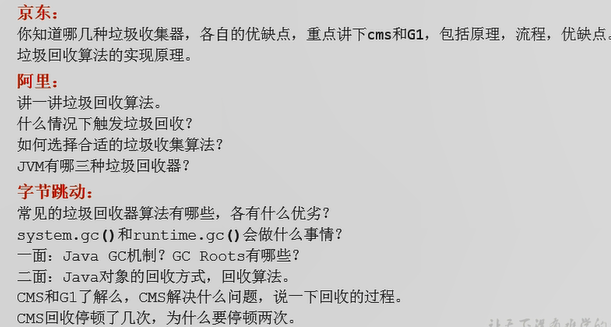 京东：
你知道哪几种垃圾收集器，各自的优缺点，重点讲下cms和G1，包括原理，流程，优缺点。
垃圾回收算法的实现原理。
阿里：
讲一讲垃圾回收算法。
什么情况下触发垃圾回收？
如何选择合适的垃圾收集算法？
JVM有哪三种垃圾回收器？
字节跳动：
常见的垃圾回收器算法有哪些，各有什么优劣？
system.gc()和runtime.gc()会做什么事情？
一面：Java GC机制？GC Roots有哪些？
二面：Java对象的回收方式，回收算法。
CMS和G1了解么，CMS解决什么问题，说一下回收的过程。
CMS回收停顿了几次，为什么要停顿两次。